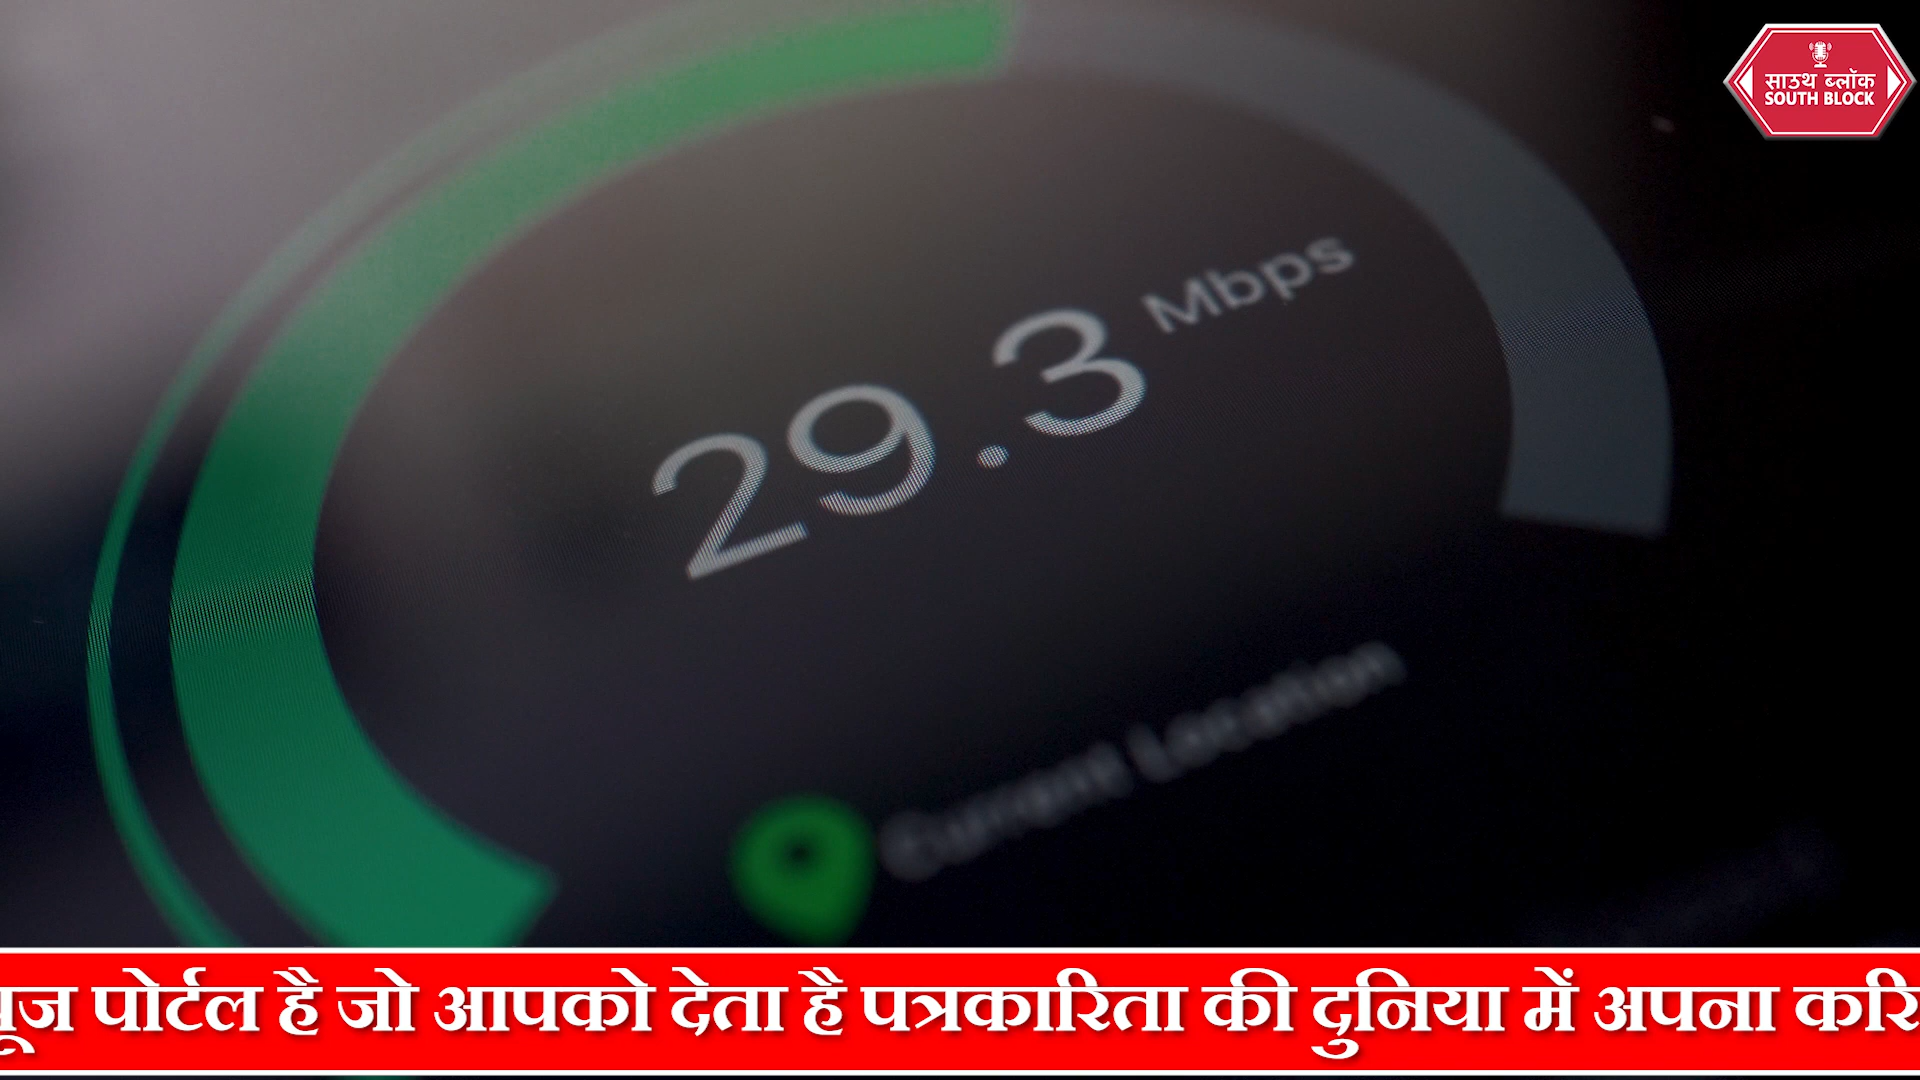 साउथ ब्लॉक
SOUTH BLOCK
29.3 Mbps
Current Location
पोर्टल है जो आपको देता है पत्रकारिता की दुनिया में अपना